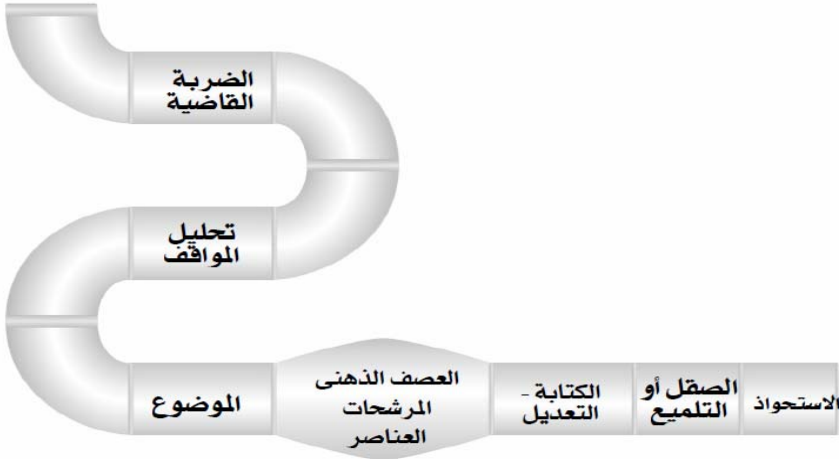 الضربة
القاضية
تحليل
المواقف
الموضوع
العصف الذهنى
المرشحات
العناصر
الكتابة -
التعديل
الصقل أو
التلميع
الاستحواذ